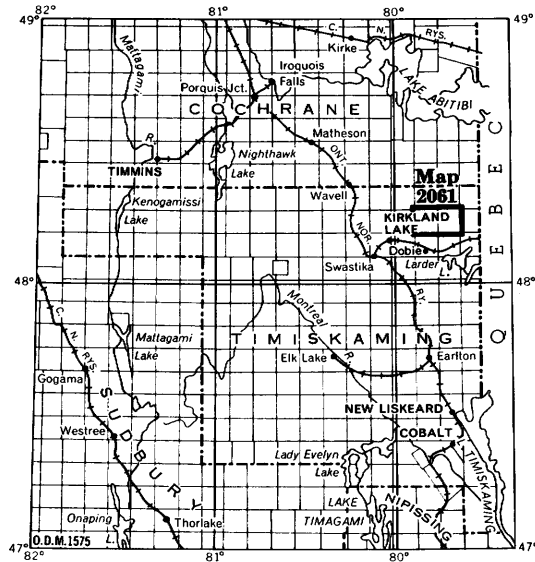 82°
81°
80°
49°
49°
C. N. RYS.
Kirke
Mattagami
R.
Iroquois
Falls
Porquis Jct.
LAKE ABITIBI
COCHRANE
Matheson
ONT.
Nighthawk
Lake
TIMMINS
Map
2061
QUEBEC
Kenogamissi
Lake
Wavell
NOR.
KIRKLAND
LAKE
Dobie
Larder
L.
Swastika
RY.
48°
48°
C. N. RYS.
Montreal
R.
Mattagami
Lake
TIMISKAMING
Elk Lake
Earlton
Gogama
SUDBURY
NEW LISKEARD
Westree
COBALT
Lady Evelyn
Lake
L. TIMISKAMING
LAKE
TIMAGAMI
NIPISSING
Onaping
L.
Thorlake
O.D.M.1575
47°
47°
82°
81°
80°